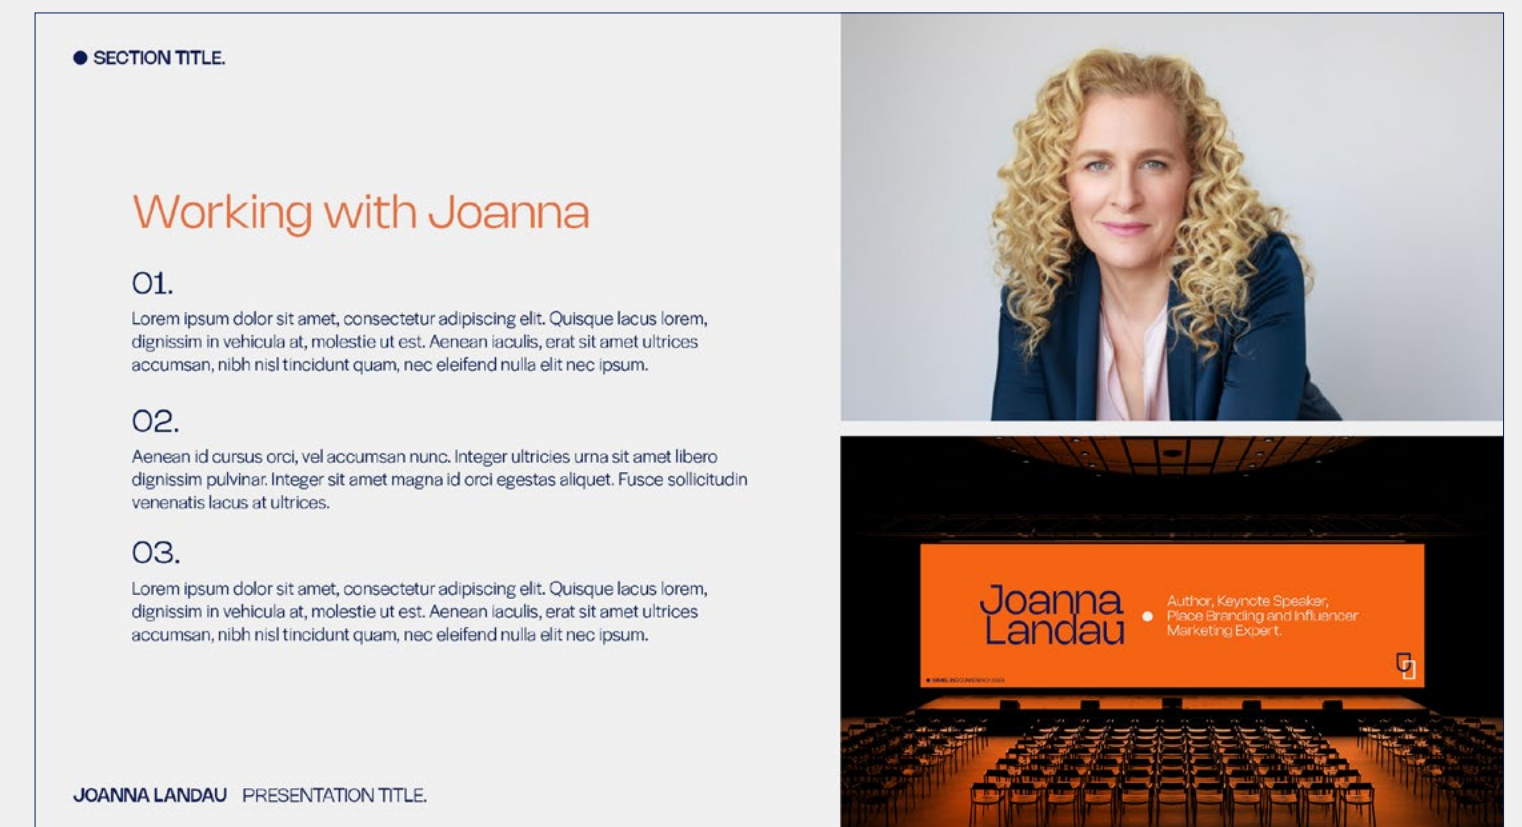 ● SECTION TITLE.
Working with Joanna
01.
Lorem ipsum dolor sit amet, consectetur adipiscing elit. Quisque lacus lorem,
dignissim in vehicula at, molestie ut est. Aenean iaculis, erat sit amet ultrices
accumsan, nibh nisl tincidunt quam, nec eleifend nulla elit nec ipsum.
02.
Aenean id cursus orci, vel accumsan nunc. Integer ultricies urna sit amet libero
dignissim pulvinar. Integer sit amet magna id orci egestas aliquet. Fusce sollicitudin
venenatis lacus at ultrices.
03.
Lorem ipsum dolor sit amet, consectetur adipiscing elit. Quisque lacus lorem,
dignissim in vehicula at, molestie ut est. Aenean iaculis, erat sit amet ultrices
accumsan, nibh nisl tincidunt quam, nec eleifend nulla elit nec ipsum.
JOANNA LANDAU PRESENTATION TITLE.
Joanna
Landau
Author, Keynote Speaker,
Place Branding and Influencer
Marketing Expert.